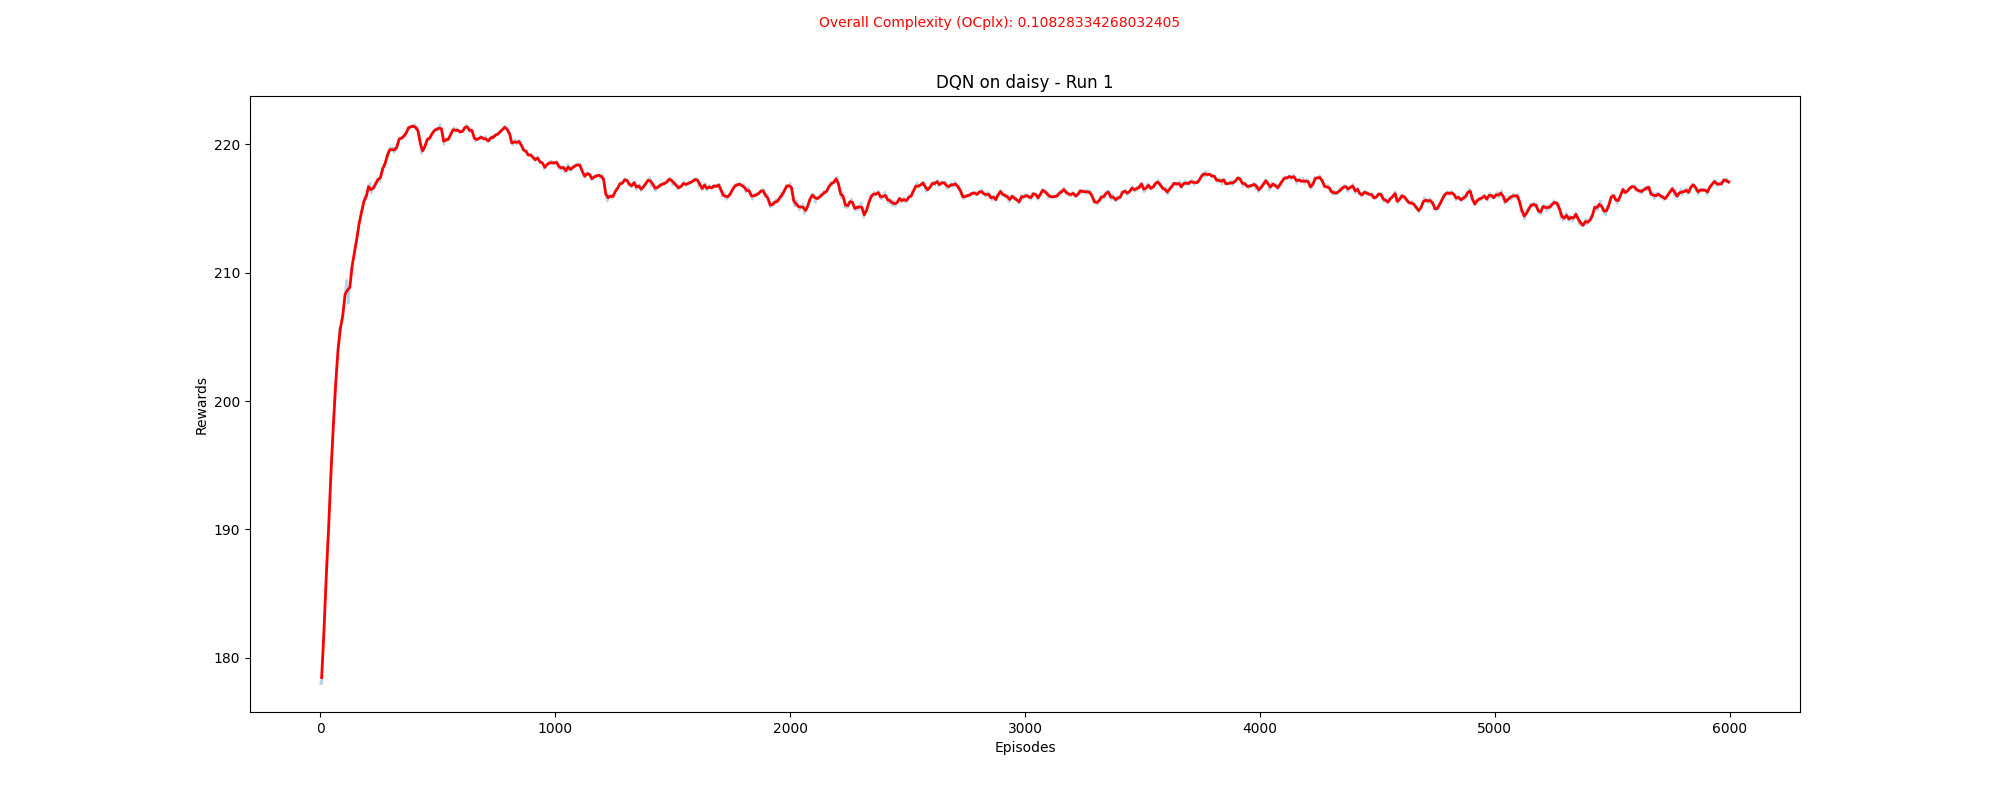 Overall Complexity (OCplx): 0.10828334268032405
DQN on daisy - Run 1
220
210
200
190
180
Rewards
0 1000 2000 3000 4000 5000 6000
Episodes